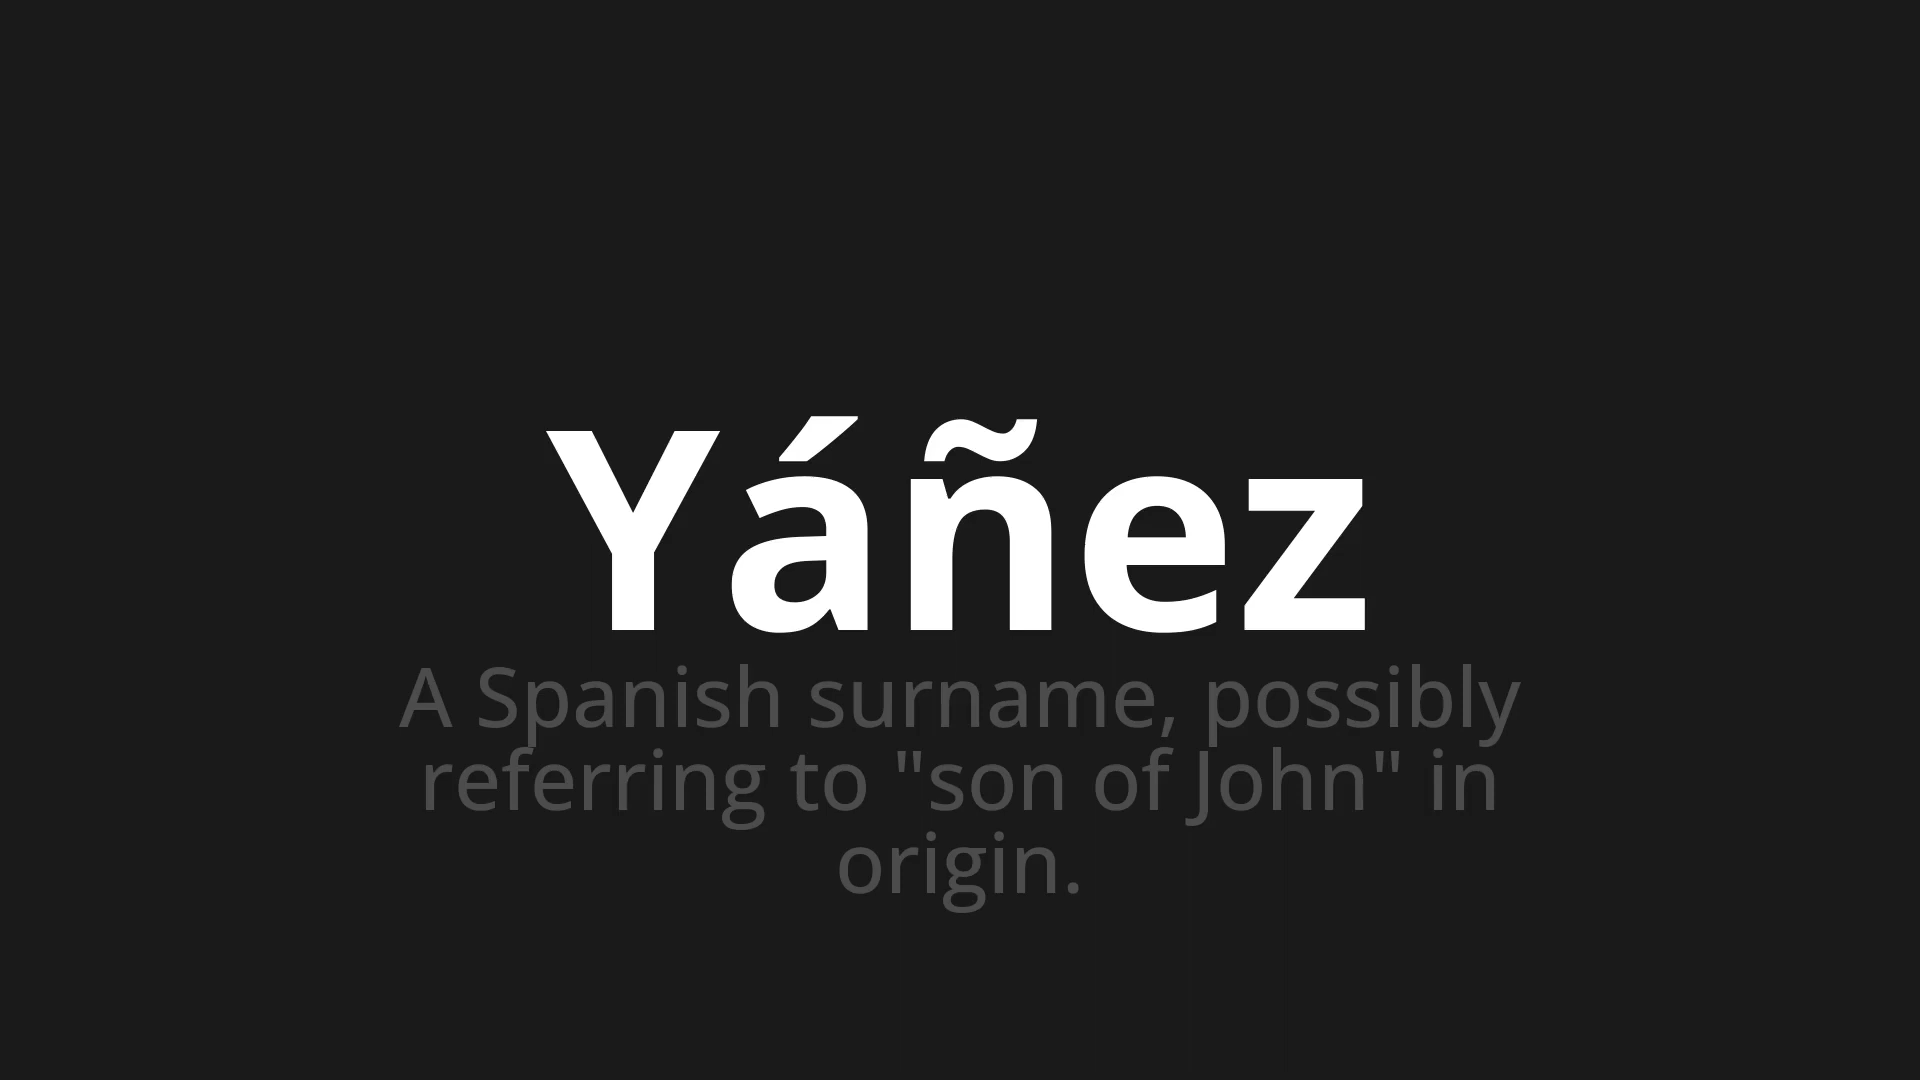 Yáñez
A Spanish surname, possibly
referring to "son of John" in
origin.